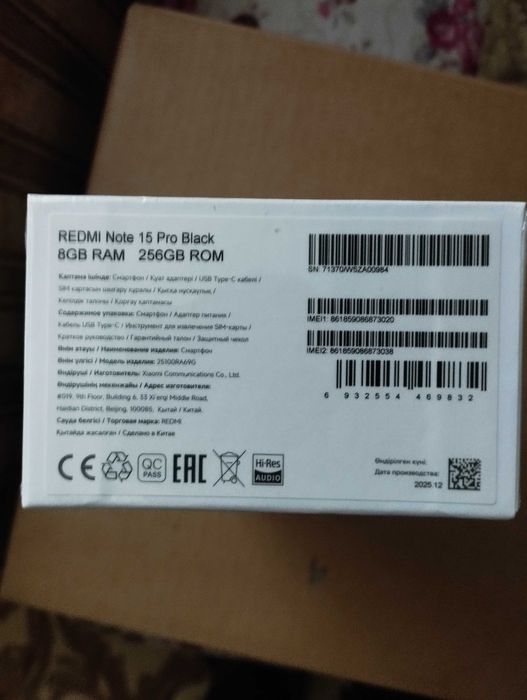 REDMI Note 15 Pro Black
8GB RAM 256GB ROM
Қаптама ішінде: Смартфон / Қуат адаптері / USB Type-C кабелі /
SIM картасын шығару құралы / Қысқа нұсқаулық /
Кепілдік талоны / Қорғау қаптамасы
Содержимое упаковки: Смартфон / Адаптер питания /
Кабель USB Type-C / Инструмент для извлечения SIM-карты /
Краткое руководство / Гарантийный талон / Защитный чехол
Өнім атауы / Наименование изделия: Смартфон
Өнім үлгісі / Модель изделия: 25100RA69G
Өндіруші / Изготовитель: Xiaomi Communications Co., Ltd.
Өндірушінің мекенжайы / Адрес изготовителя:
#019, 9th Floor, Building 6, 33 Xi'erqi Middle Road,
Haidian District, Beijing, 100085, Қытай / Китай
Сауда белгісі / Торговая марка: REDMI
Қытайда жасалған / Сделано в Китае
SN: 71370/W5ZA00984
IMEI1: 861859086873020
IMEI2: 861859086873038
6 932554 469832
CE
QC
PASS
EAC
Hi-Res
AUDIO
Өндірілген күні:
Дата производства:
2025.12